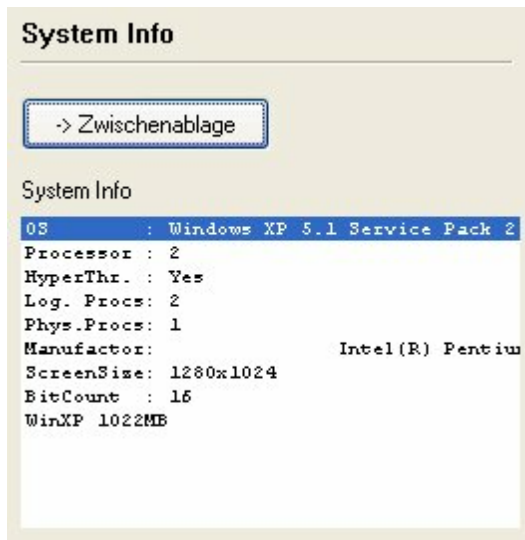 System Info
-> Zwischenablage
System Info
OS : Windows XP 5.1 Service Pack 2
Processor : 2
HyperThr. : Yes
Log. Procs: 2
Phys.Procs: 1
Manufactor: Intel(R) Pentiu
ScreenSize: 1280x1024
BitCount : 16
WinXP 1022MB